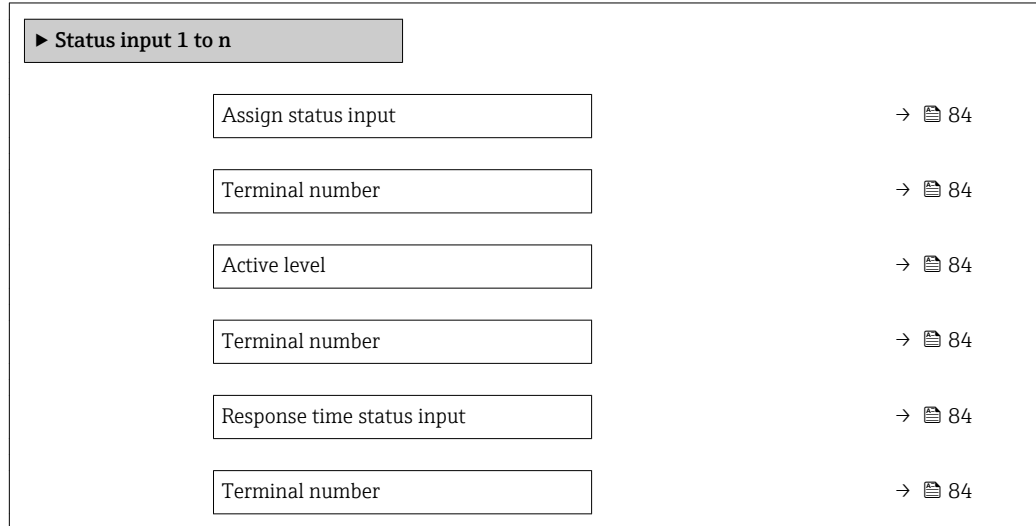 ▶ Status input 1 to n
Assign status input → 84
Terminal number → 84
Active level → 84
Terminal number → 84
Response time status input → 84
Terminal number → 84